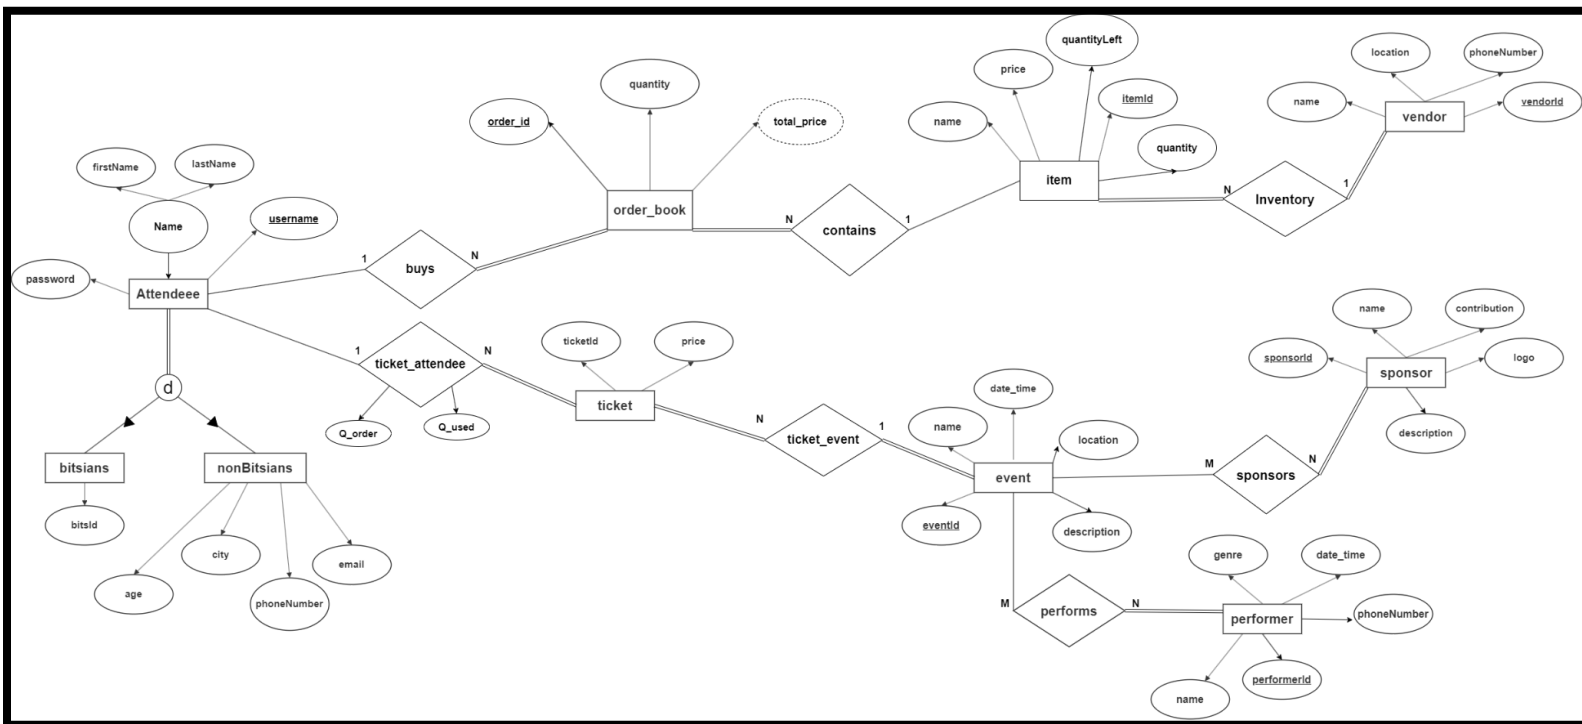 quantityLeft
location
phoneNumber
price
quantity
itemId
name
vendorId
order_id
total_price
name
vendor
quantity
firstName
lastName
item
Inventory
N
1
order_book
N
contains
1
Name
username
buys
1
N
password
Attendeee
name
contribution
ticketId
price
sponsorId
logo
1
ticket_attendee
N
sponsor
d
date_time
ticket
name
location
description
Q_order
Q_used
N
ticket_event
1
bitsians
nonBitsians
event
M
sponsors
N
bitsId
eventId
description
city
email
genre
date_time
age
phoneNumber
M
performs
N
performer
phoneNumber
name
performerId